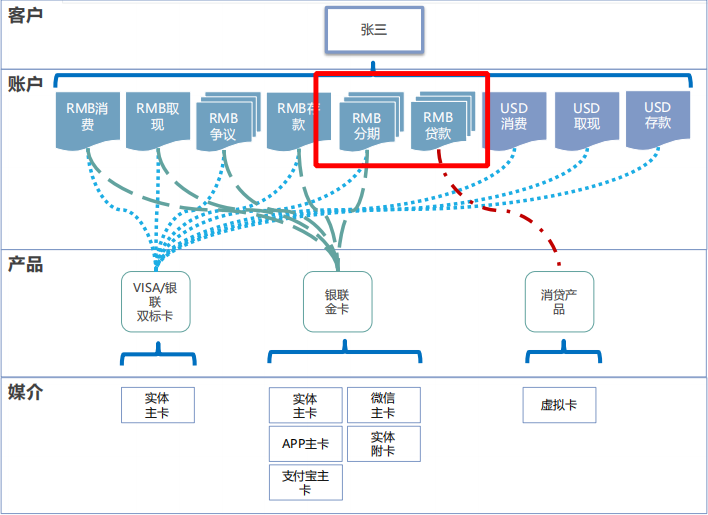 客户
张三
账户
RMB消
费
RMB取
现
RMB
争议
RMB存
款
RMB
分期
RMB
贷款
USD
消费
USD
取现
USD
存款
产品
VISA/银
联
双标卡
银联
金卡
消贷产
品
媒介
实体
主卡
实体
主卡
微信
主卡
APP主卡
实体
附卡
支付宝主
卡
虚拟卡